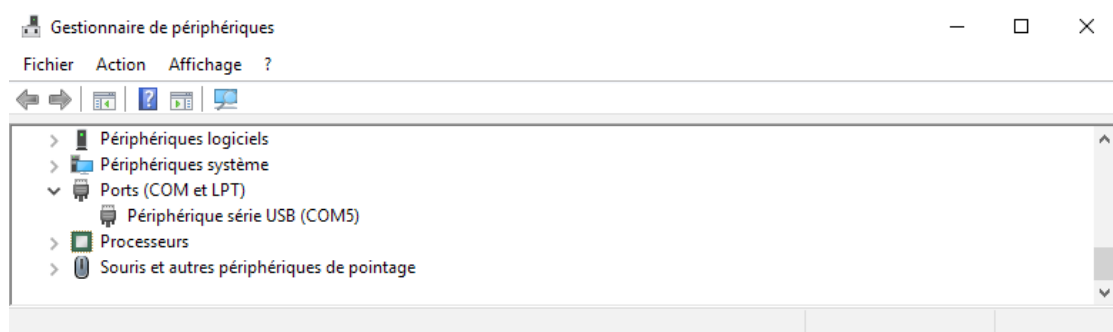 Gestionnaire de périphériques
Fichier Action Affichage ?
Périphériques logiciels
Périphériques système
Ports (COM et LPT)
Périphérique série USB (COM5)
Processeurs
Souris et autres périphériques de pointage